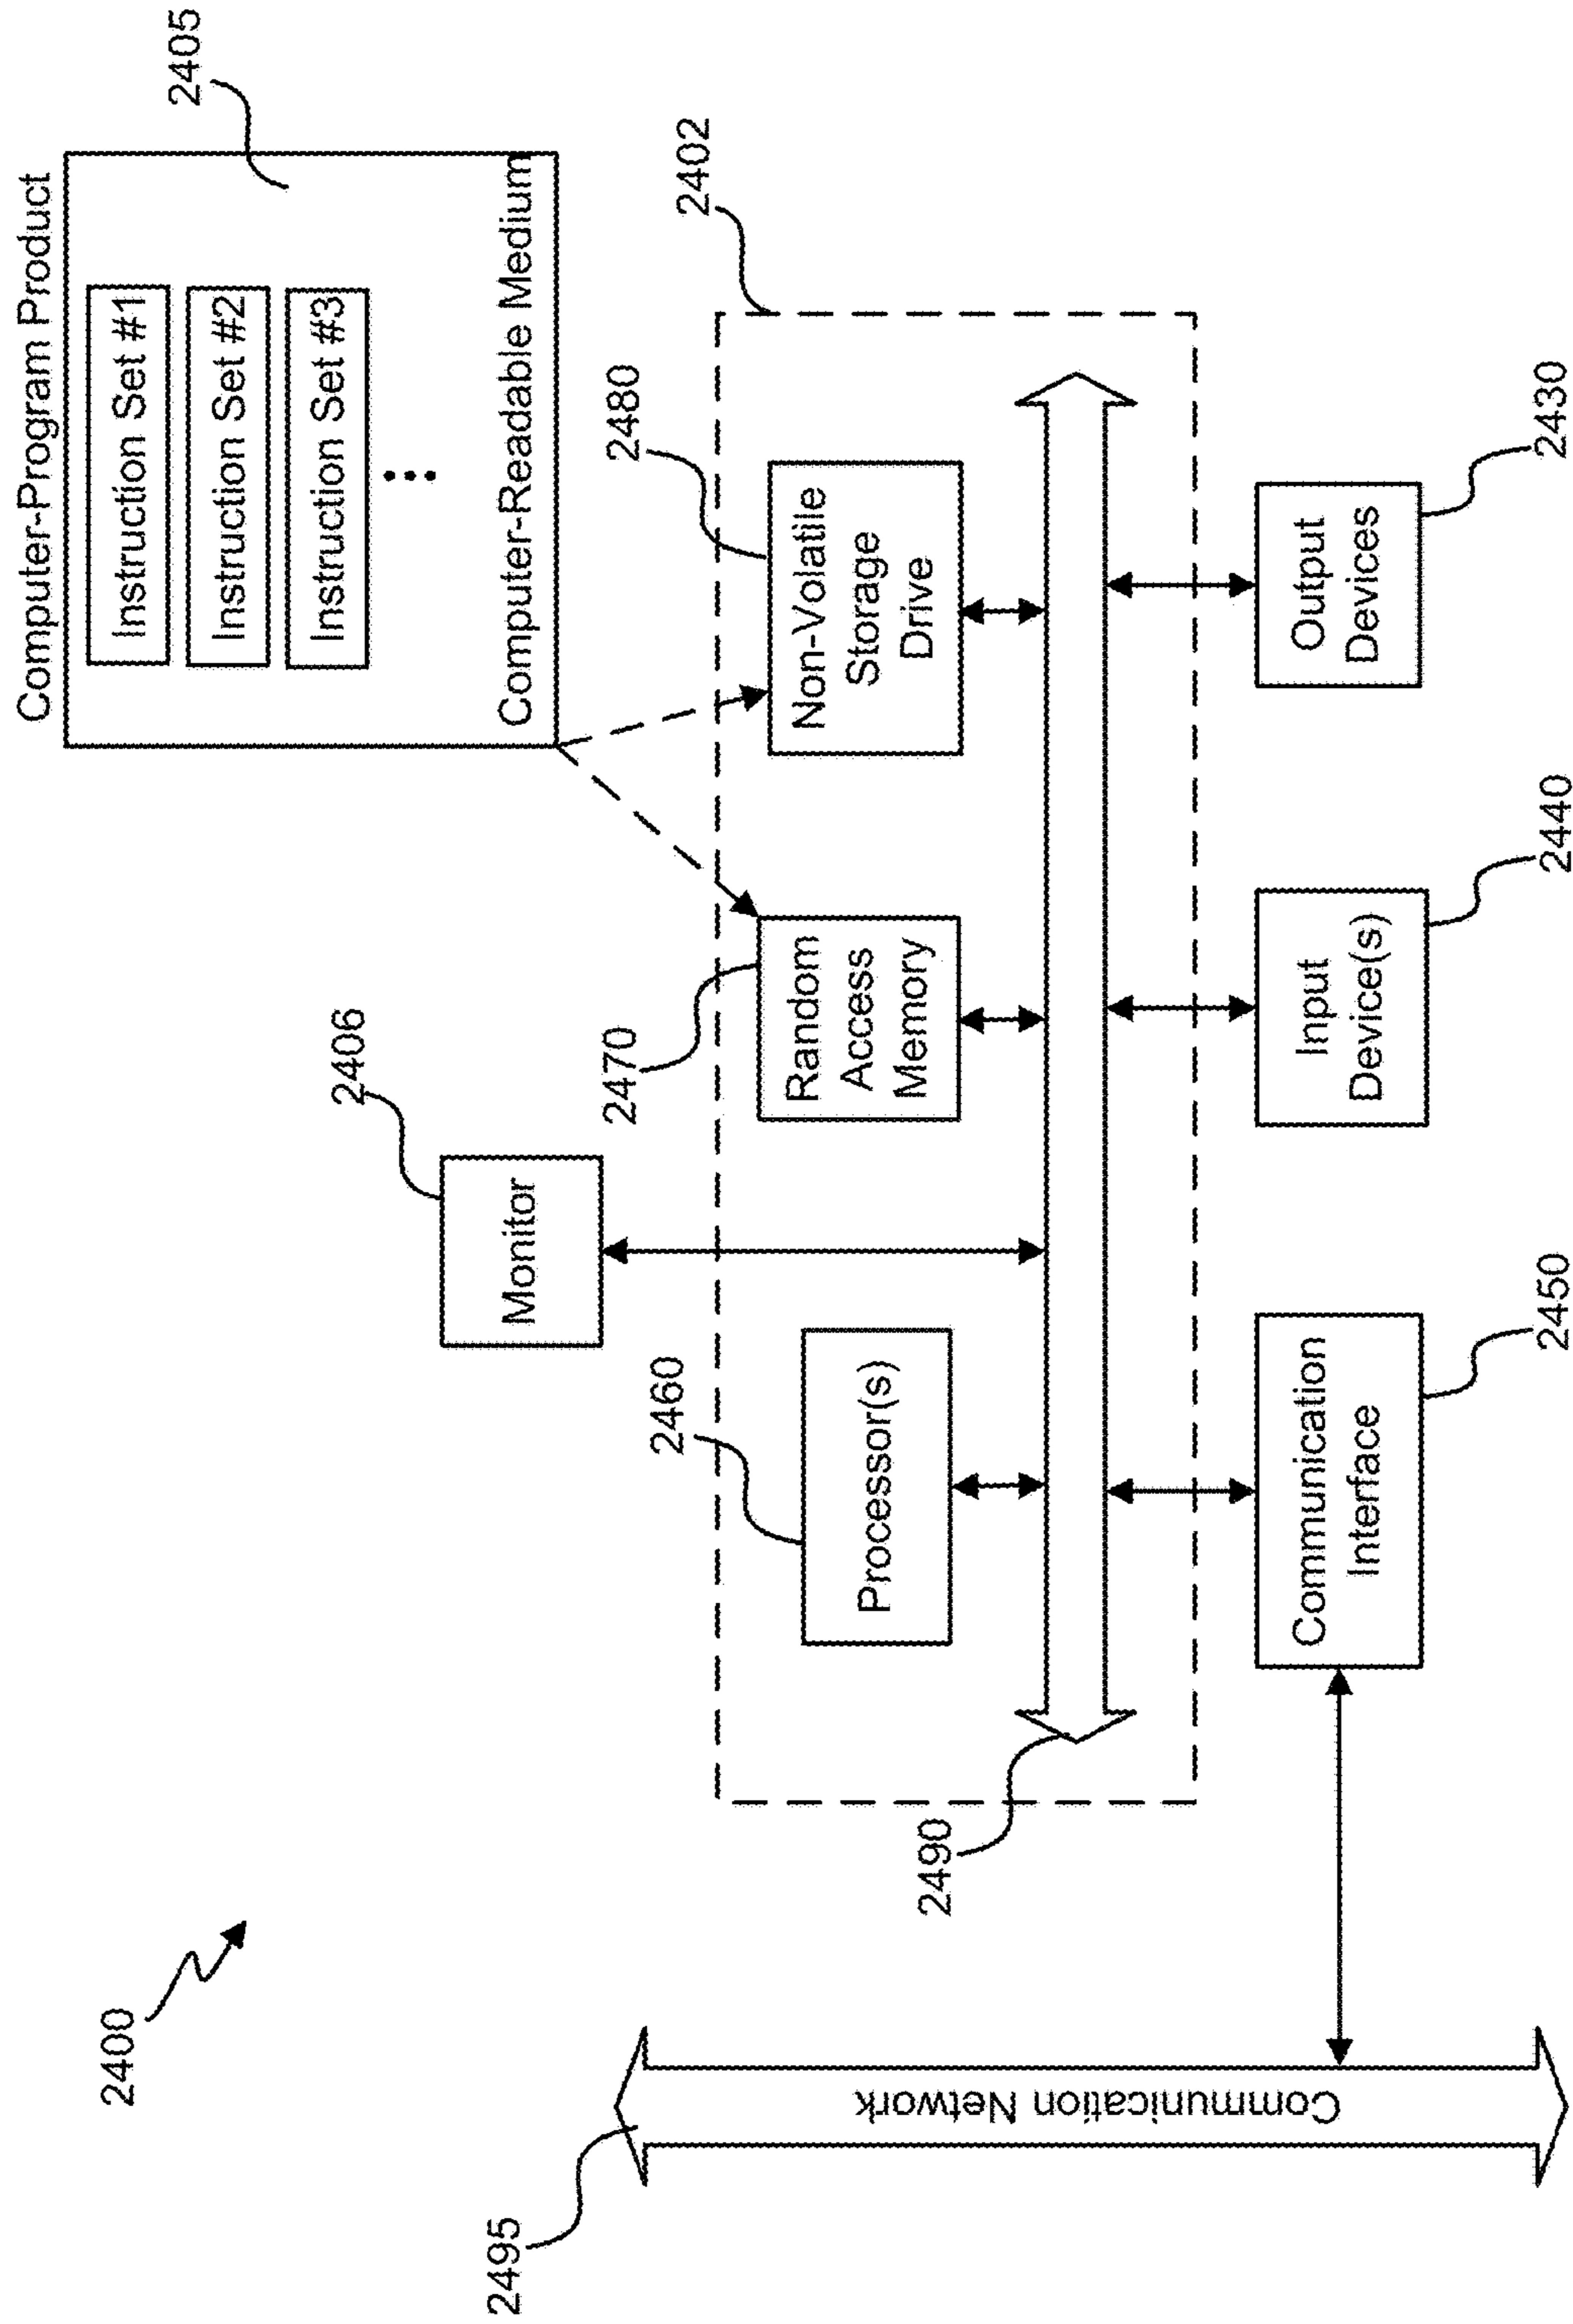 2400
Computer-Program Product
Instruction Set #1
Instruction Set #2
Instruction Set #3
Computer-Readable Medium
2405
2406
Monitor
2402
2460
Processor(s)
2470
Random
Access
Memory
2480
Non-Volatile
Storage
Drive
2490
2495
Communication Network
Communication
Interface
2450
Input
Device(s)
2440
Output
Devices
2430